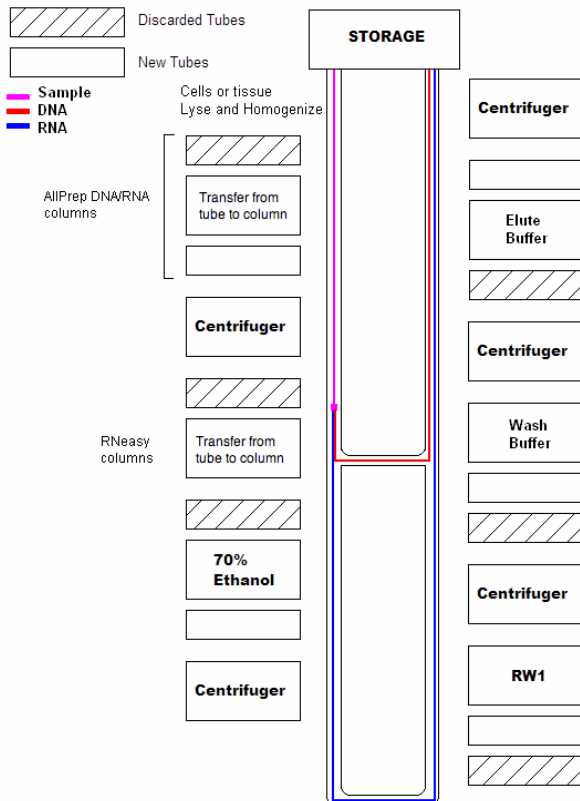 Discarded Tubes
New Tubes
Sample
DNA
RNA
STORAGE
Cells or tissue
Lyse and Homogenize
AllPrep DNA/RNA
columns
Transfer from
tube to column
Centrifuger
RNeasy
columns
Transfer from
tube to column
70%
Ethanol
Centrifuger
Centrifuger
Elute
Buffer
Centrifuger
Wash
Buffer
Centrifuger
RW1